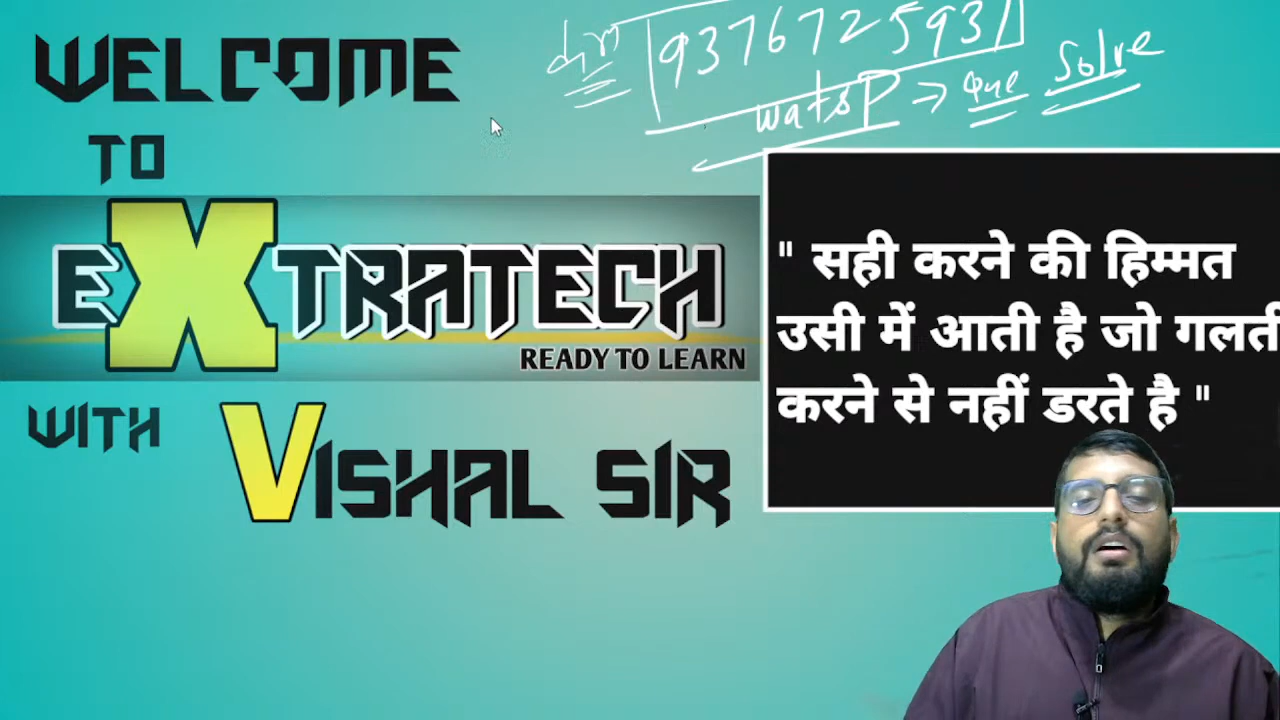 WELCOME
TO
EXTRATECH
READY TO LEARN
WITH
VISHAL SIR
9376725937
watsp → Que Solve
" सही करने की हिम्मत
उसी में आती है जो गलती
करने से नहीं डरते है "